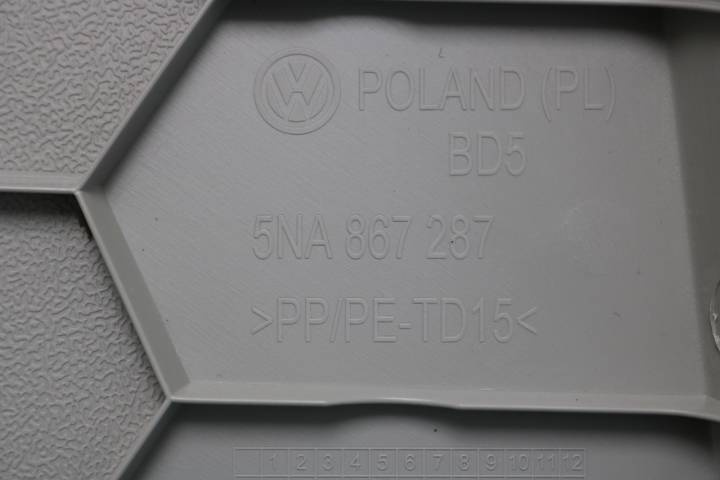 VW POLAND (PL)
BD5
5NA 867 287
>PP/PE-TD15<
1 2 3 4 5 6 7 8 9 10 11 12